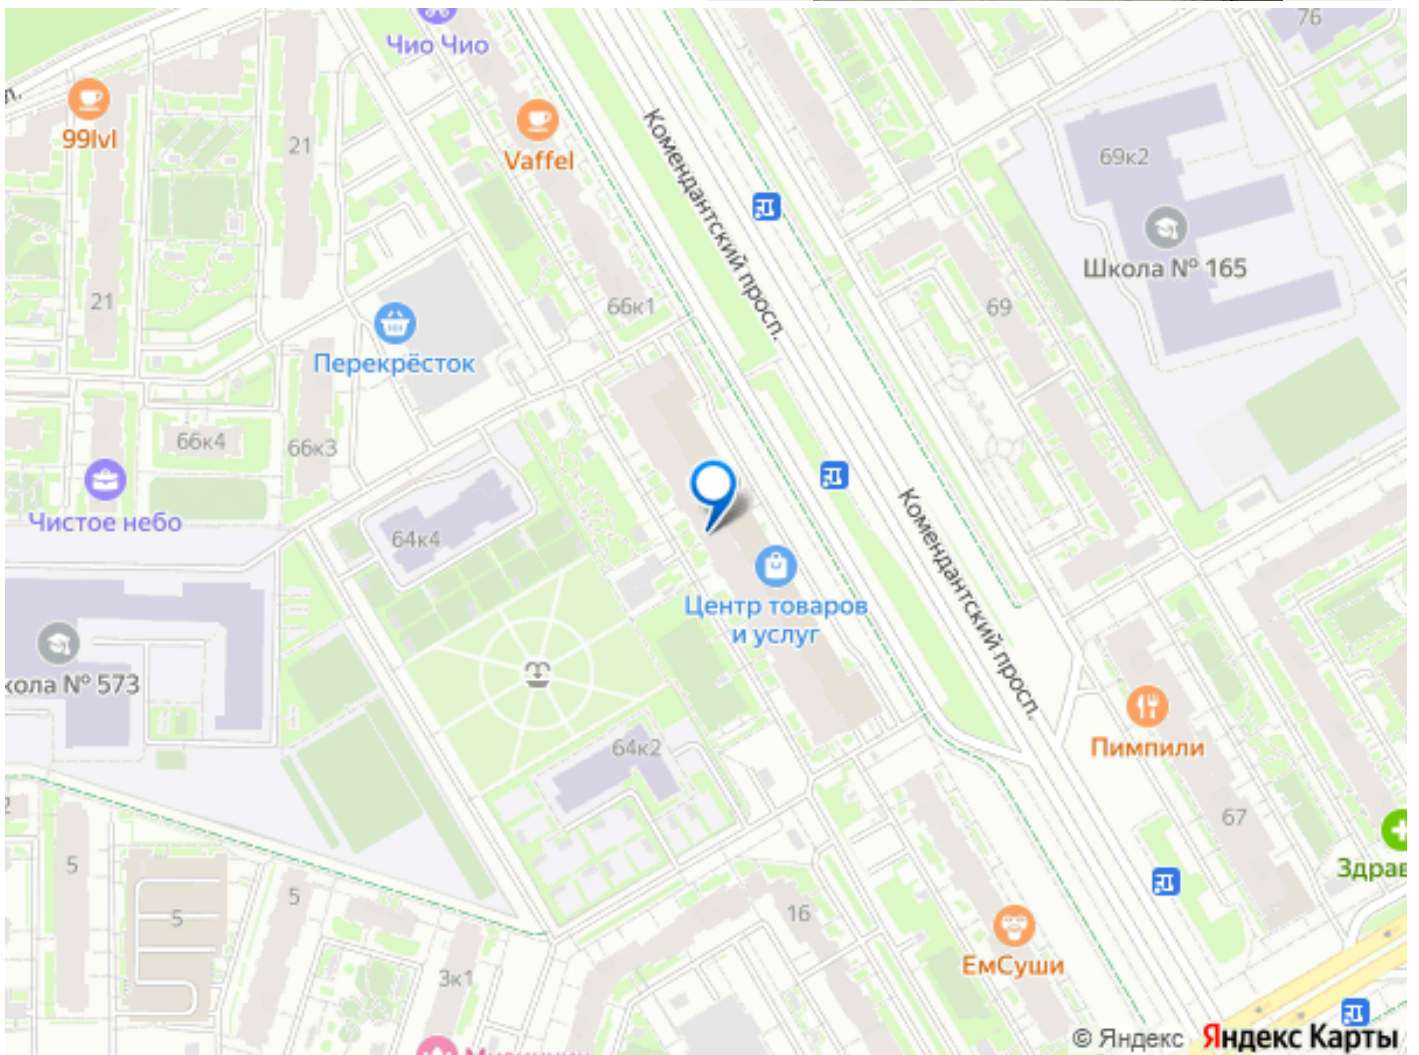 Чио Чио
76
п.
99lvl
21
Vaffel
Комендантский просп.
69к2
Школа № 165
21
66к1
69
Перекрёсток
66к4
66к3
Чистое небо
64к4
Комендантский просп.
Центр товаров
и услуг
кола № 573
64к2
Пимпили
2
5
67
Здрав
5
5
16
3к1
ЕмСуши
© Яндекс Яндекс Карты